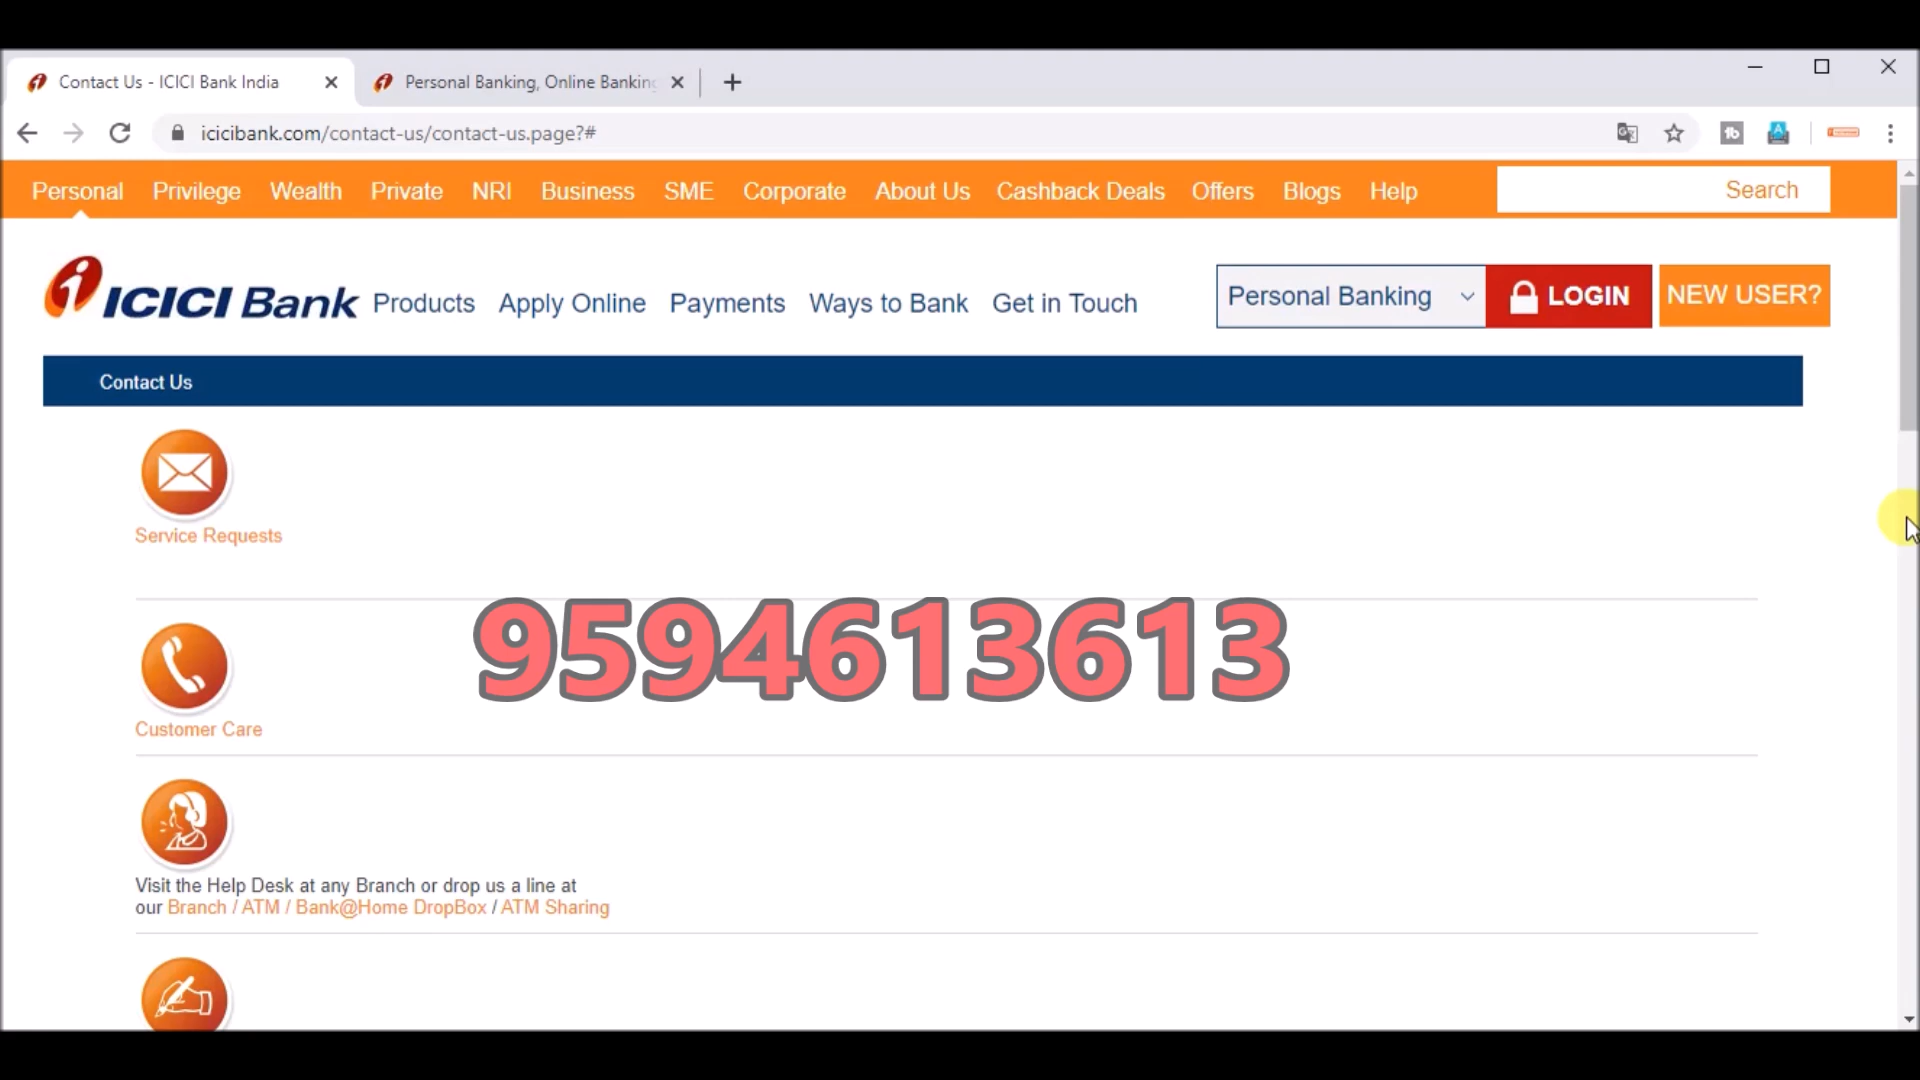 Contact Us - ICICI Bank India
Personal Banking, Online Banking
icicibank.com/contact-us/contact-us.page?#
Personal Privilege Wealth Private NRI Business SME Corporate About Us Cashback Deals Offers Blogs Help Search
ICICI Bank Products Apply Online Payments Ways to Bank Get in Touch Personal Banking LOGIN NEW USER?
Contact Us
Service Requests
9594613613
Customer Care
Visit the Help Desk at any Branch or drop us a line at
our Branch / ATM / Bank@Home DropBox / ATM Sharing